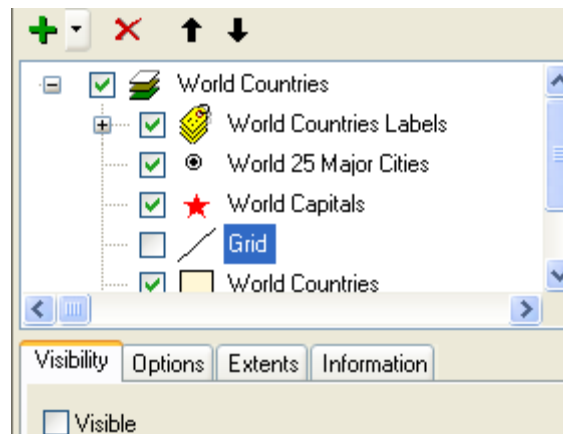 World Countries
World Countries Labels
World 25 Major Cities
World Capitals
Grid
World Countries
Visibility Options Extents Information
Visible